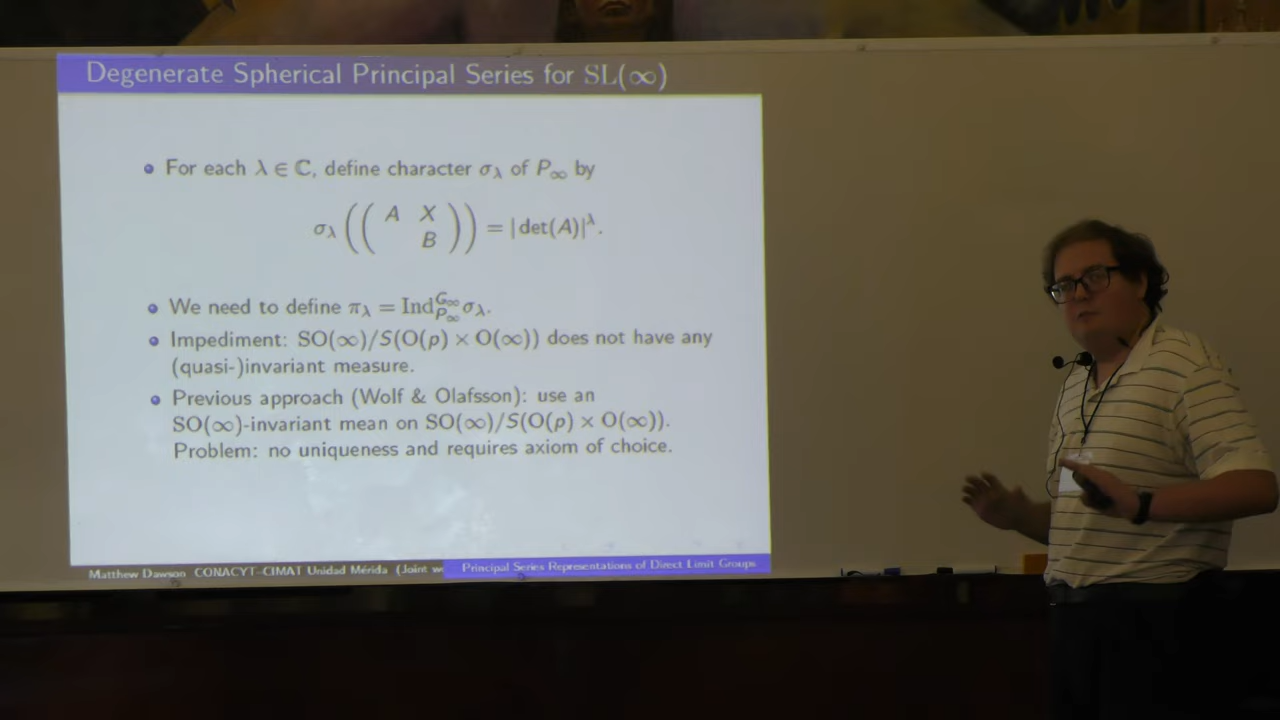 Degenerate Spherical Principal Series for SL(∞)
For each λ ∈ ℂ, define character σ_λ of P_∞ by
σ_λ ( ( A X
B ) ) = |det(A)|^λ.
We need to define π_λ = Ind_{P_∞}^{G_∞} σ_λ.
Impediment: SO(∞)/S(O(p) × O(∞)) does not have any
(quasi-)invariant measure.
Previous approach (Wolf & Olafsson): use an
SO(∞)-invariant mean on SO(∞)/S(O(p) × O(∞)).
Problem: no uniqueness and requires axiom of choice.
Matthew Dawson CONACYT-CIMAT Unidad Mérida (Joint w
Principal Series Representations of Direct Limit Groups